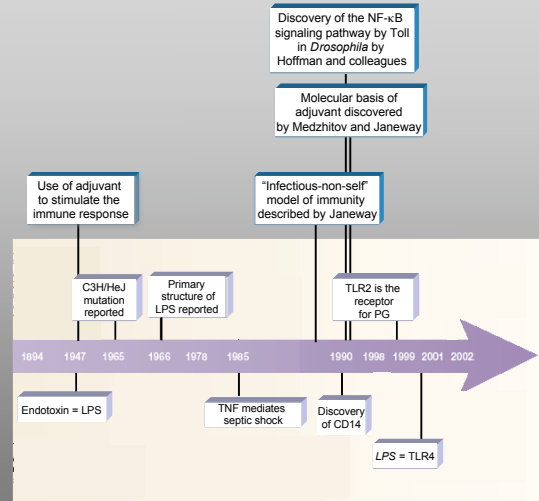 Discovery of the NF-κB
signaling pathway by Toll
in Drosophila by
Hoffman and colleagues
Molecular basis of
adjuvant discovered
by Medzhitov and Janeway
Use of adjuvant
to stimulate the
immune response
“Infectious-non-self”
model of immunity
described by Janeway
C3H/HeJ
mutation
reported
Primary
structure of
LPS reported
TLR2 is the
receptor
for PG
1894 1947 1965 1966 1978 1985 1990 1998 1999 2001 2002
Endotoxin = LPS
TNF mediates
septic shock
Discovery
of CD14
LPS = TLR4